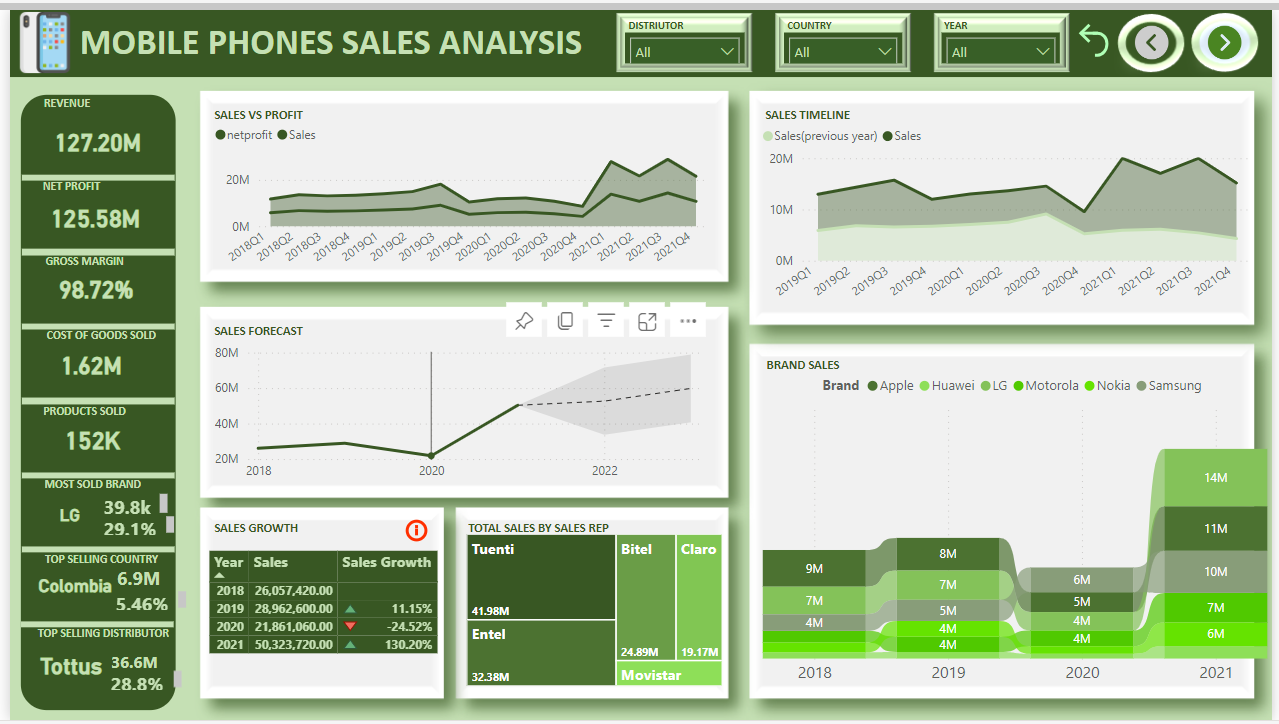 MOBILE PHONES SALES ANALYSIS
DISTRIUTOR
All
COUNTRY
All
YEAR
All
REVENUE
127.20M
NET PROFIT
125.58M
GROSS MARGIN
98.72%
COST OF GOODS SOLD
1.62M
PRODUCTS SOLD
152K
MOST SOLD BRAND
LG
39.8k
29.1%
TOP SELLING COUNTRY
Colombia
6.9M
5.46%
TOP SELLING DISTRIBUTOR
Tottus
36.6M
28.8%
SALES VS PROFIT
netprofit Sales
20M
0M
2018Q1 2018Q2 2018Q3 2018Q4 2019Q1 2019Q2 2019Q3 2019Q4 2020Q1 2020Q2 2020Q3 2020Q4 2021Q1 2021Q2 2021Q3 2021Q4
SALES TIMELINE
Sales(previous year) Sales
20M
10M
0M
2019Q1 2019Q2 2019Q3 2019Q4 2020Q1 2020Q2 2020Q3 2020Q4 2021Q1 2021Q2 2021Q3 2021Q4
SALES FORECAST
80M
60M
40M
20M
2018 2020 2022
SALES GROWTH
Year Sales Sales Growth
2018 26,057,420.00
2019 28,962,600.00 11.15%
2020 21,861,060.00 -24.52%
2021 50,323,720.00 130.20%
TOTAL SALES BY SALES REP
Tuenti
41.98M
Entel
32.38M
Bitel
24.89M
Claro
19.17M
Movistar
BRAND SALES
Brand Apple Huawei LG Motorola Nokia Samsung
9M
7M
4M
8M
7M
5M
4M
4M
6M
5M
4M
4M
14M
11M
10M
7M
6M
2018 2019 2020 2021